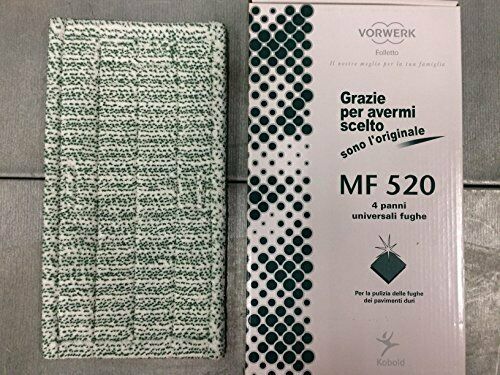 VORWERK
Folletto
Il nostro meglio per la tua famiglia
Grazie
per avermi
scelto
sono l'originale
MF 520
4 panni
universali fughe
Per la pulizia delle fughe
dei pavimenti duri
Kobold